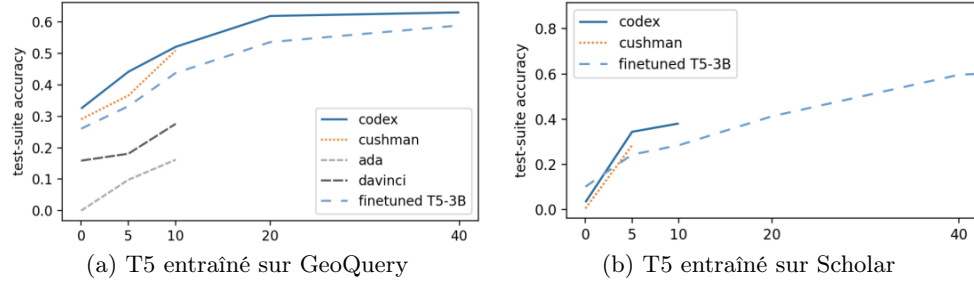 0.6
0.5
0.4
0.3
0.2
0.1
0.0
test-suite accuracy
codex
cushman
ada
davinci
finetuned T5-3B
0 5 10 20 40
(a) T5 entraîné sur GeoQuery
0.8
0.6
0.4
0.2
0.0
test-suite accuracy
codex
cushman
finetuned T5-3B
0 5 10 20 40
(b) T5 entraîné sur Scholar